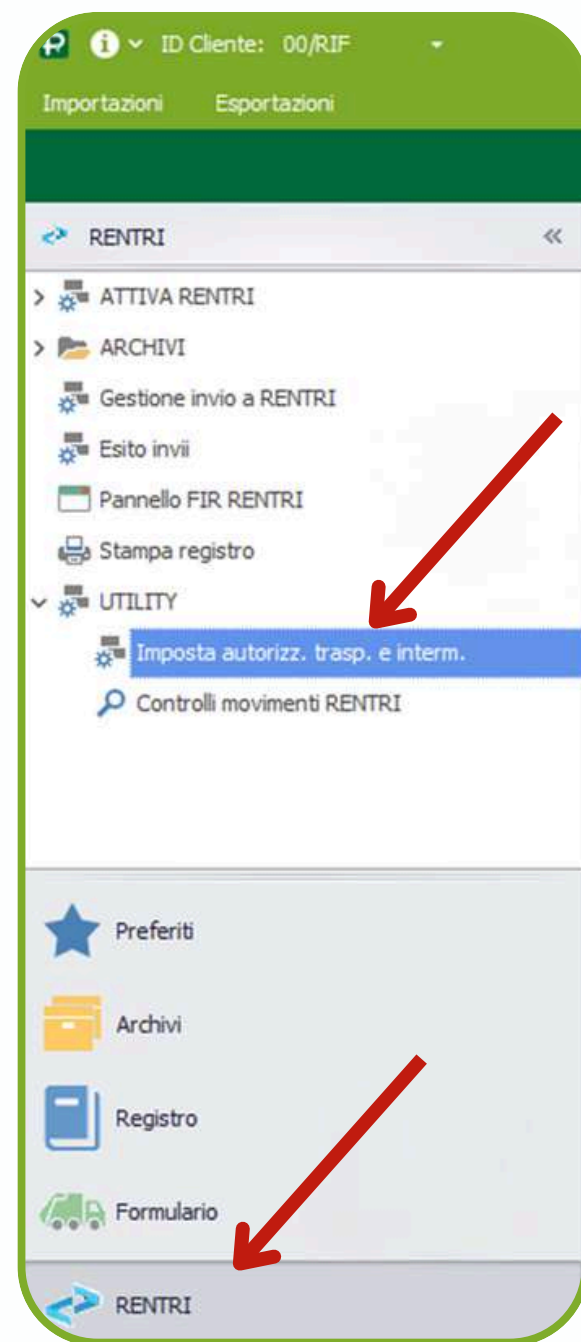 ID Cliente: 00/RIF
Importazioni Esportazioni
RENTRI
ATTIVA RENTRI
ARCHIVI
Gestione invio a RENTRI
Esito invii
Pannello FIR RENTRI
Stampa registro
UTILITY
Imposta autorizz. trasp. e interm.
Controlli movimenti RENTRI
Preferiti
Archivi
Registro
Formulario
RENTRI